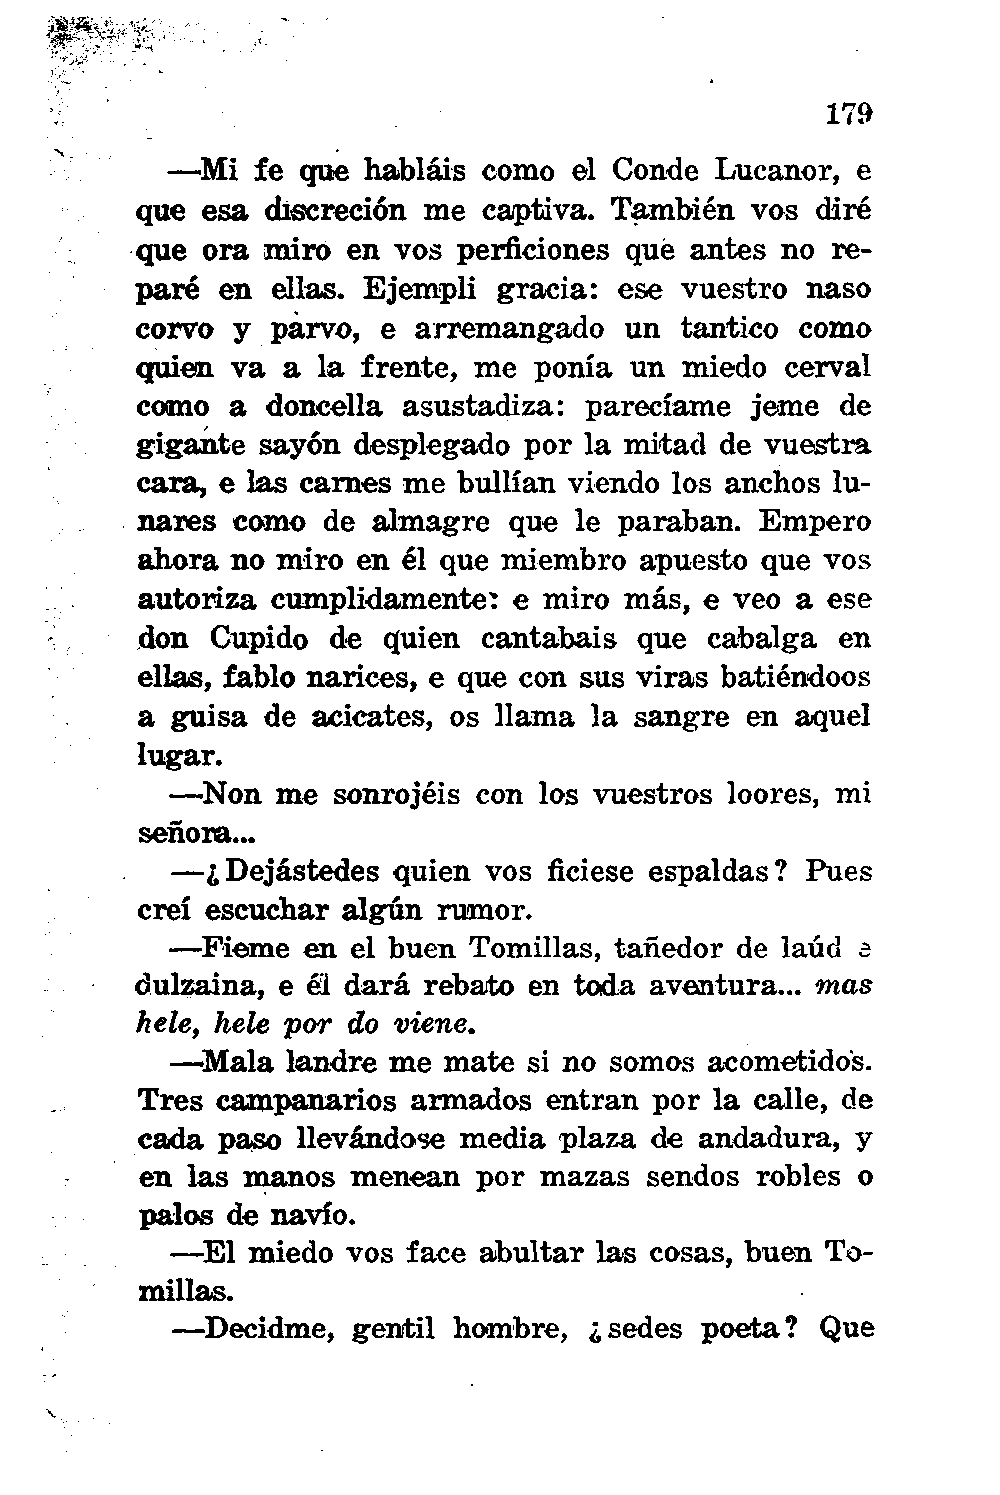 179
—Mi fe que habláis como el Conde Lucanor, e
que esa discreción me captiva. También vos diré
que ora miro en vos perficiones que antes no re-
paré en ellas. Ejempli gracia: ese vuestro naso
corvo y parvo, e arremangado un tantico como
quien va a la frente, me ponía un miedo cerval
como a doncella asustadiza: parecíame jeme de
gigante sayón desplegado por la mitad de vuestra
cara, e las carnes me bullían viendo los anchos lu-
nares como de almagre que le paraban. Empero
ahora no miro en él que miembro apuesto que vos
autoriza cumplidamente: e miro más, e veo a ese
don Cupido de quien cantabais que cabalga en
ellas, fablo narices, e que con sus viras batiéndoos
a guisa de acicates, os llama la sangre en aquel
lugar.
—Non me sonrojéis con los vuestros loores, mi
señora...
—¿Dejástedes quien vos ficiese espaldas? Pues
creí escuchar algún rumor.
—Fieme en el buen Tomillas, tañedor de laúd e
dulzaina, e él dará rebato en toda aventura... mas
hele, hele por do viene.
—Mala landre me mate si no somos acometidos.
Tres campanarios armados entran por la calle, de
cada paso llevándose media plaza de andadura, y
en las manos menean por mazas sendos robles o
palos de navío.
—El miedo vos face abultar las cosas, buen To-
millas.
—Decidme, gentil hombre, ¿sedes poeta? Que